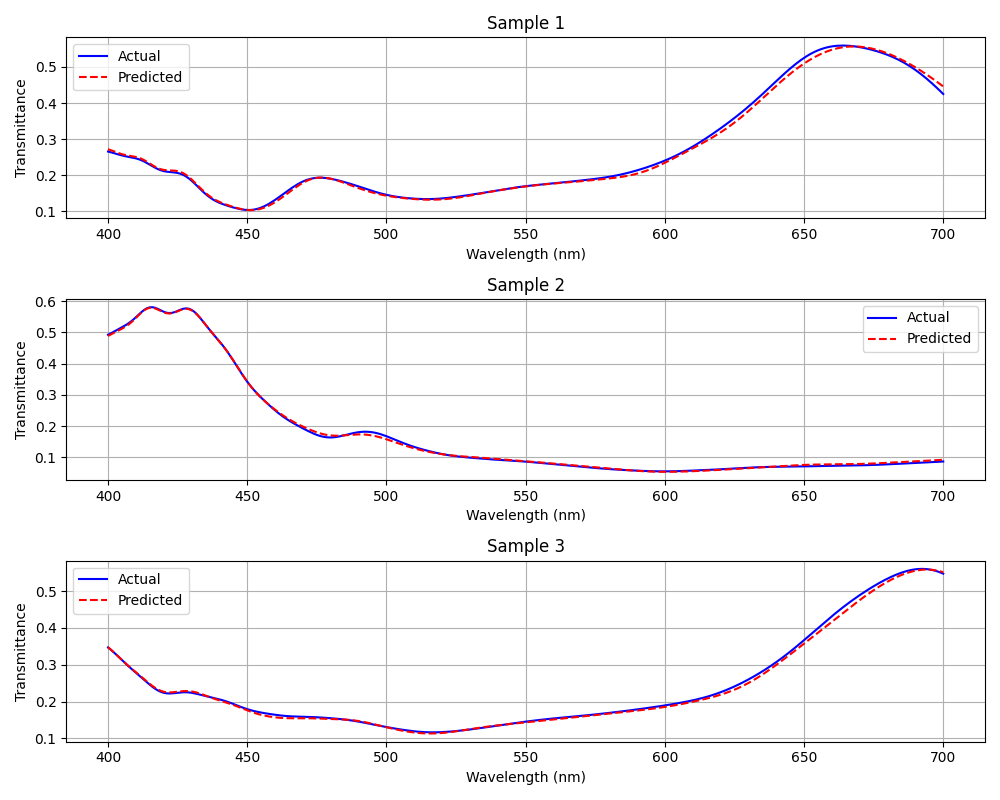 Sample 1
Transmittance
0.5
0.4
0.3
0.2
0.1
Actual
Predicted
400 450 500 550 600 650 700
Wavelength (nm)
Sample 2
Transmittance
0.6
0.5
0.4
0.3
0.2
0.1
Actual
Predicted
400 450 500 550 600 650 700
Wavelength (nm)
Sample 3
Transmittance
0.5
0.4
0.3
0.2
0.1
Actual
Predicted
400 450 500 550 600 650 700
Wavelength (nm)